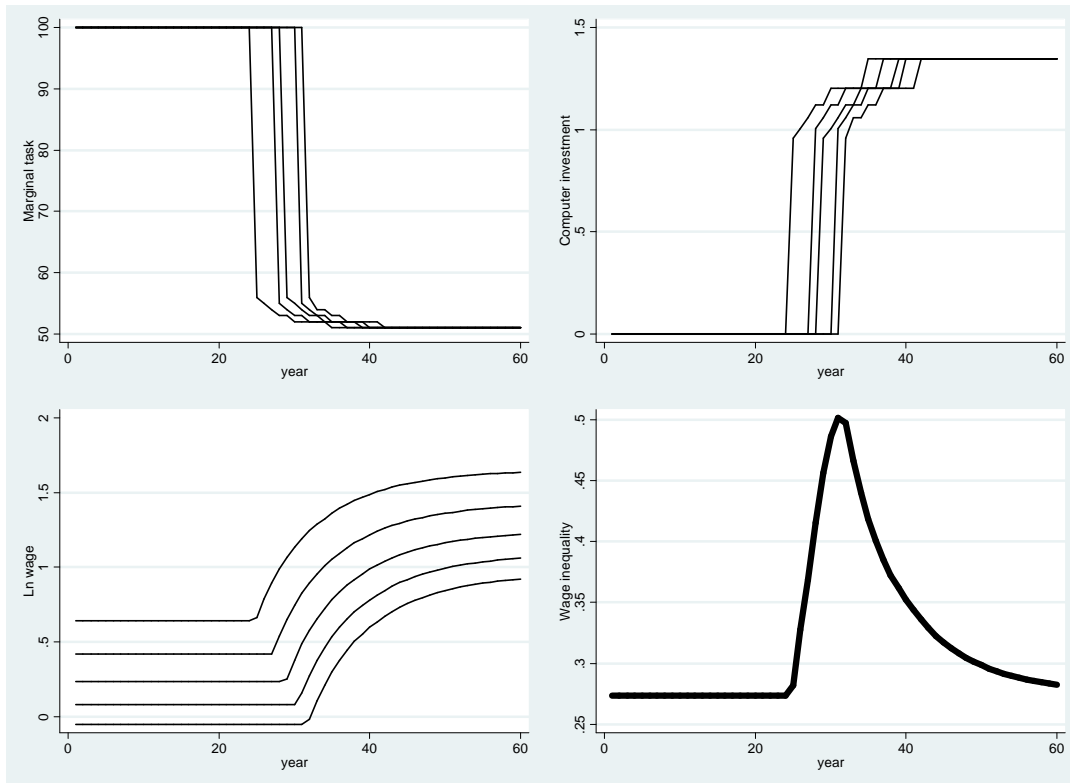 Marginal task
100
90
80
70
60
50
0 20 40 60
year
Computer investment
1.5
1
.5
0
0 20 40 60
year
Ln wage
2
1.5
1
.5
0
0 20 40 60
year
Wage inequality
.5
.45
.4
.35
.3
.25
0 20 40 60
year